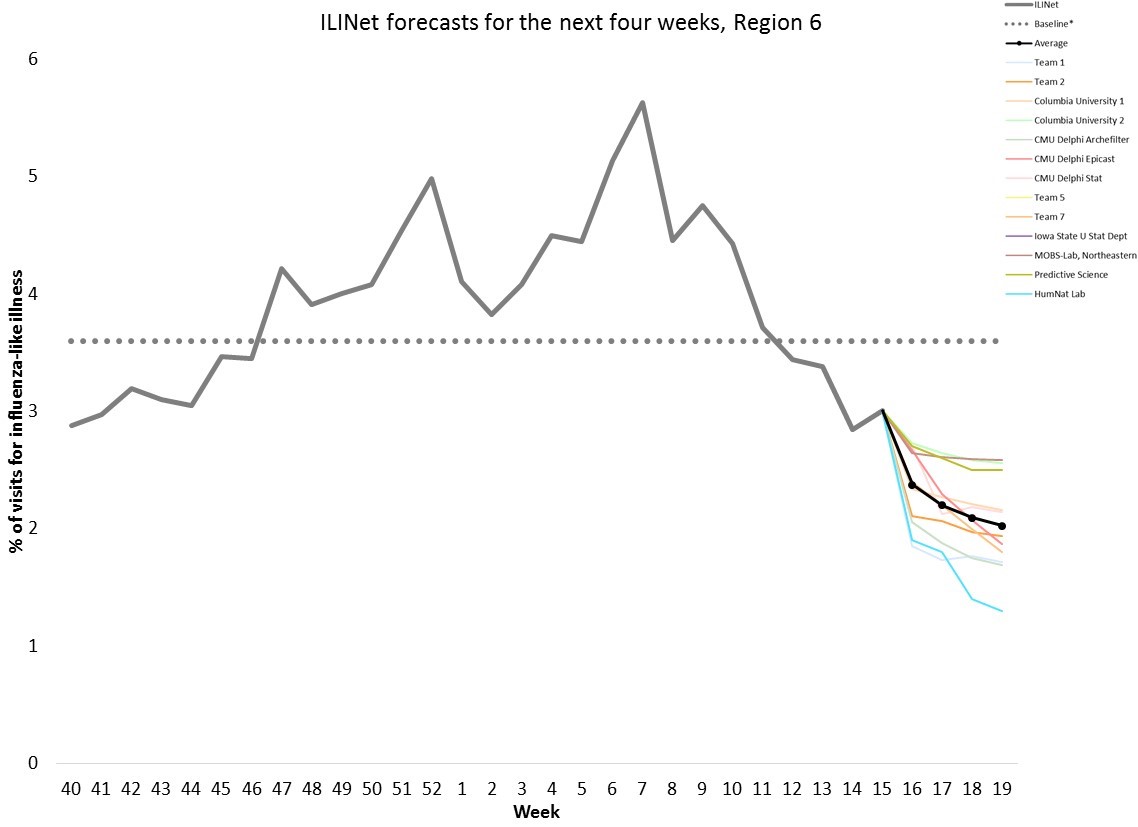 ILINet forecasts for the next four weeks, Region 6
ILINet
Baseline*
Average
Team 1
Team 2
Columbia University 1
Columbia University 2
CMU Delphi Archefilter
CMU Delphi Epicast
CMU Delphi Stat
Team 5
Team 7
Iowa State U Stat Dept
MOBS-Lab, Northeastern
Predictive Science
HumNat Lab
% of visits for influenza-like illness
6
5
4
3
2
1
0
40 41 42 43 44 45 46 47 48 49 50 51 52 1 2 3 4 5 6 7 8 9 10 11 12 13 14 15 16 17 18 19
Week